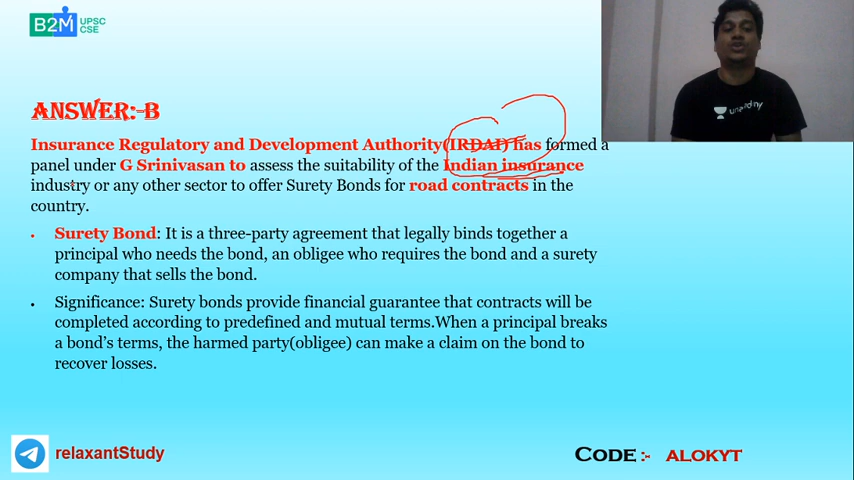 B2M UPSC
CSE
unacademy
ANSWER:-B
Insurance Regulatory and Development Authority(IRDAI) has formed a
panel under G Srinivasan to assess the suitability of the Indian insurance
industry or any other sector to offer Surety Bonds for road contracts in the
country.
• Surety Bond: It is a three-party agreement that legally binds together a
principal who needs the bond, an obligee who requires the bond and a surety
company that sells the bond.
• Significance: Surety bonds provide financial guarantee that contracts will be
completed according to predefined and mutual terms.When a principal breaks
a bond's terms, the harmed party(obligee) can make a claim on the bond to
recover losses.
relaxantStudy
CODE :- ALOKYT